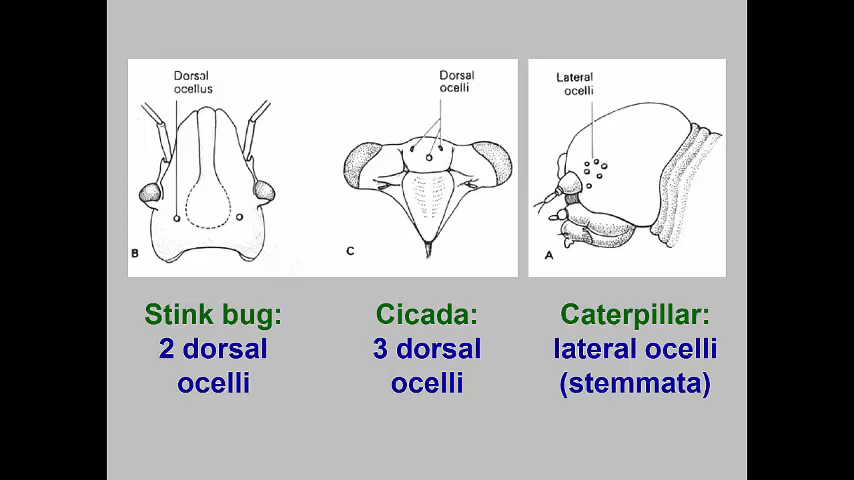 Dorsal
ocellus
B
Dorsal
ocelli
C
Lateral
ocelli
A
Stink bug:
2 dorsal
ocelli
Cicada:
3 dorsal
ocelli
Caterpillar:
lateral ocelli
(stemmata)